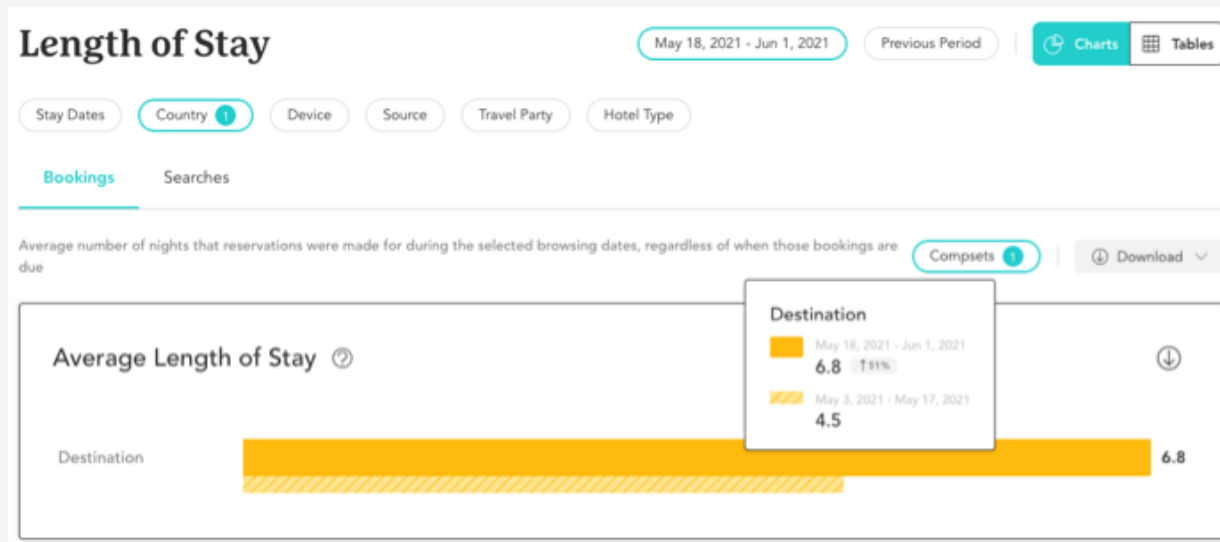 Length of Stay
May 18, 2021 - Jun 1, 2021
Previous Period
Charts
Tables
Stay Dates
Country 1
Device
Source
Travel Party
Hotel Type
Bookings
Searches
Average number of nights that reservations were made for during the selected browsing dates, regardless of when those bookings are
due
Compsets 1
Download
Average Length of Stay ?
Destination
May 18, 2021 - Jun 1, 2021
6.8 ↑51%
May 3, 2021 - May 17, 2021
4.5
Destination
6.8